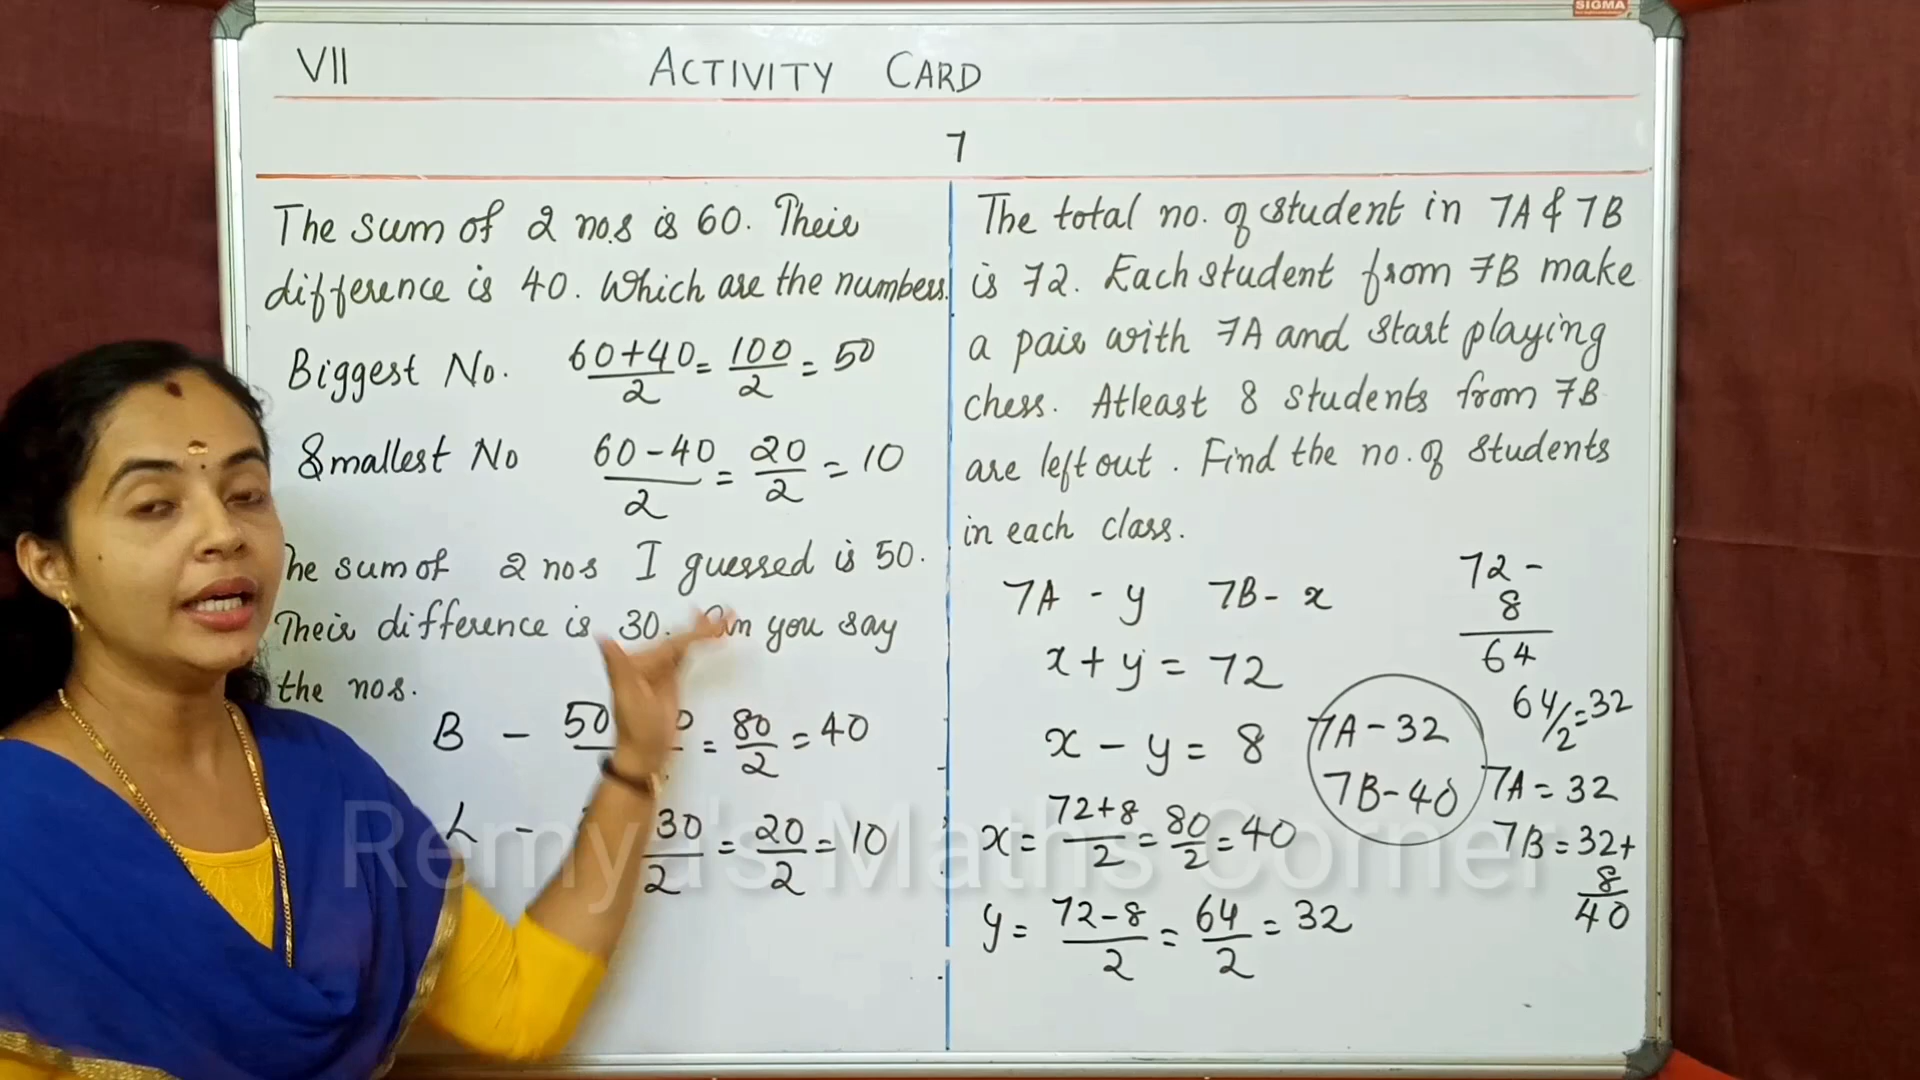 SIGMA
VII ACTIVITY CARD
7
The sum of 2 nos is 60. Their
difference is 40. Which are the numbers.
Biggest No. 60+40/2 = 100/2 = 50
Smallest No 60-40/2 = 20/2 = 10
he sum of 2 nos I guessed is 50.
Their difference is 30. you say
the nos.
B - 50 = 80/2 = 40
L - 30/2 = 20/2 = 10
The total no. of student in 7A & 7B
is 72. Each student from 7B make
a pair with 7A and start playing
chess. Atleast 8 students from 7B
are left out. Find the no. of students
in each class.
7A - y 7B - x
x + y = 72
x - y = 8
x = 72+8/2 = 80/2 = 40
y = 72-8/2 = 64/2 = 32
7A - 32
7B - 40
72 -
8
64
64/2 = 32
7A = 32
7B = 32+
8
40
Remya's Maths Corner